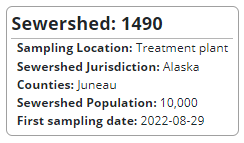 Sewershed: 1490
Sampling Location: Treatment plant
Sewershed Jurisdiction: Alaska
Counties: Juneau
Sewershed Population: 10,000
First sampling date: 2022-08-29